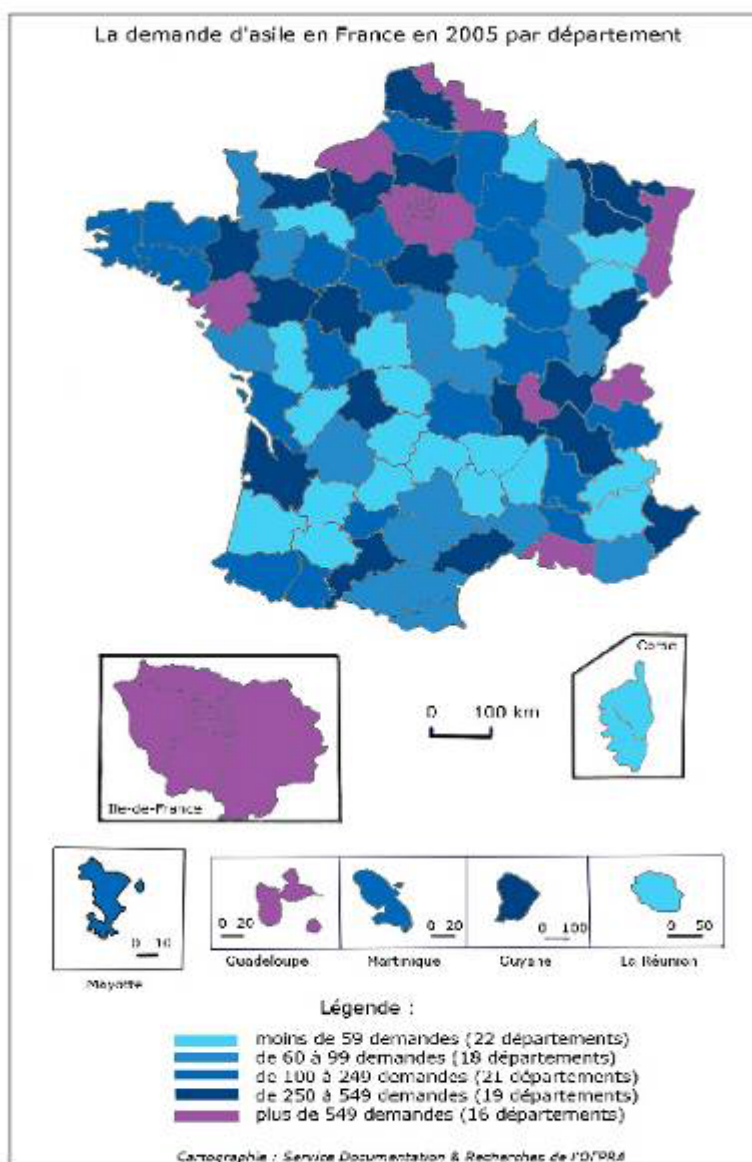 La demande d'asile en France en 2005 par département
Corse
0 100 km
Ile-de-France
0 10
Mayotte
0 20
Guadeloupe
0 20
Martinique
0 100
Guyane
0 50
La Réunion
Légende :
moins de 59 demandes (22 départements)
de 60 à 99 demandes (18 départements)
de 100 à 249 demandes (21 départements)
de 250 à 549 demandes (19 départements)
plus de 549 demandes (16 départements)
Cartographie : Service Documentation & Recherches de l'OFPRA